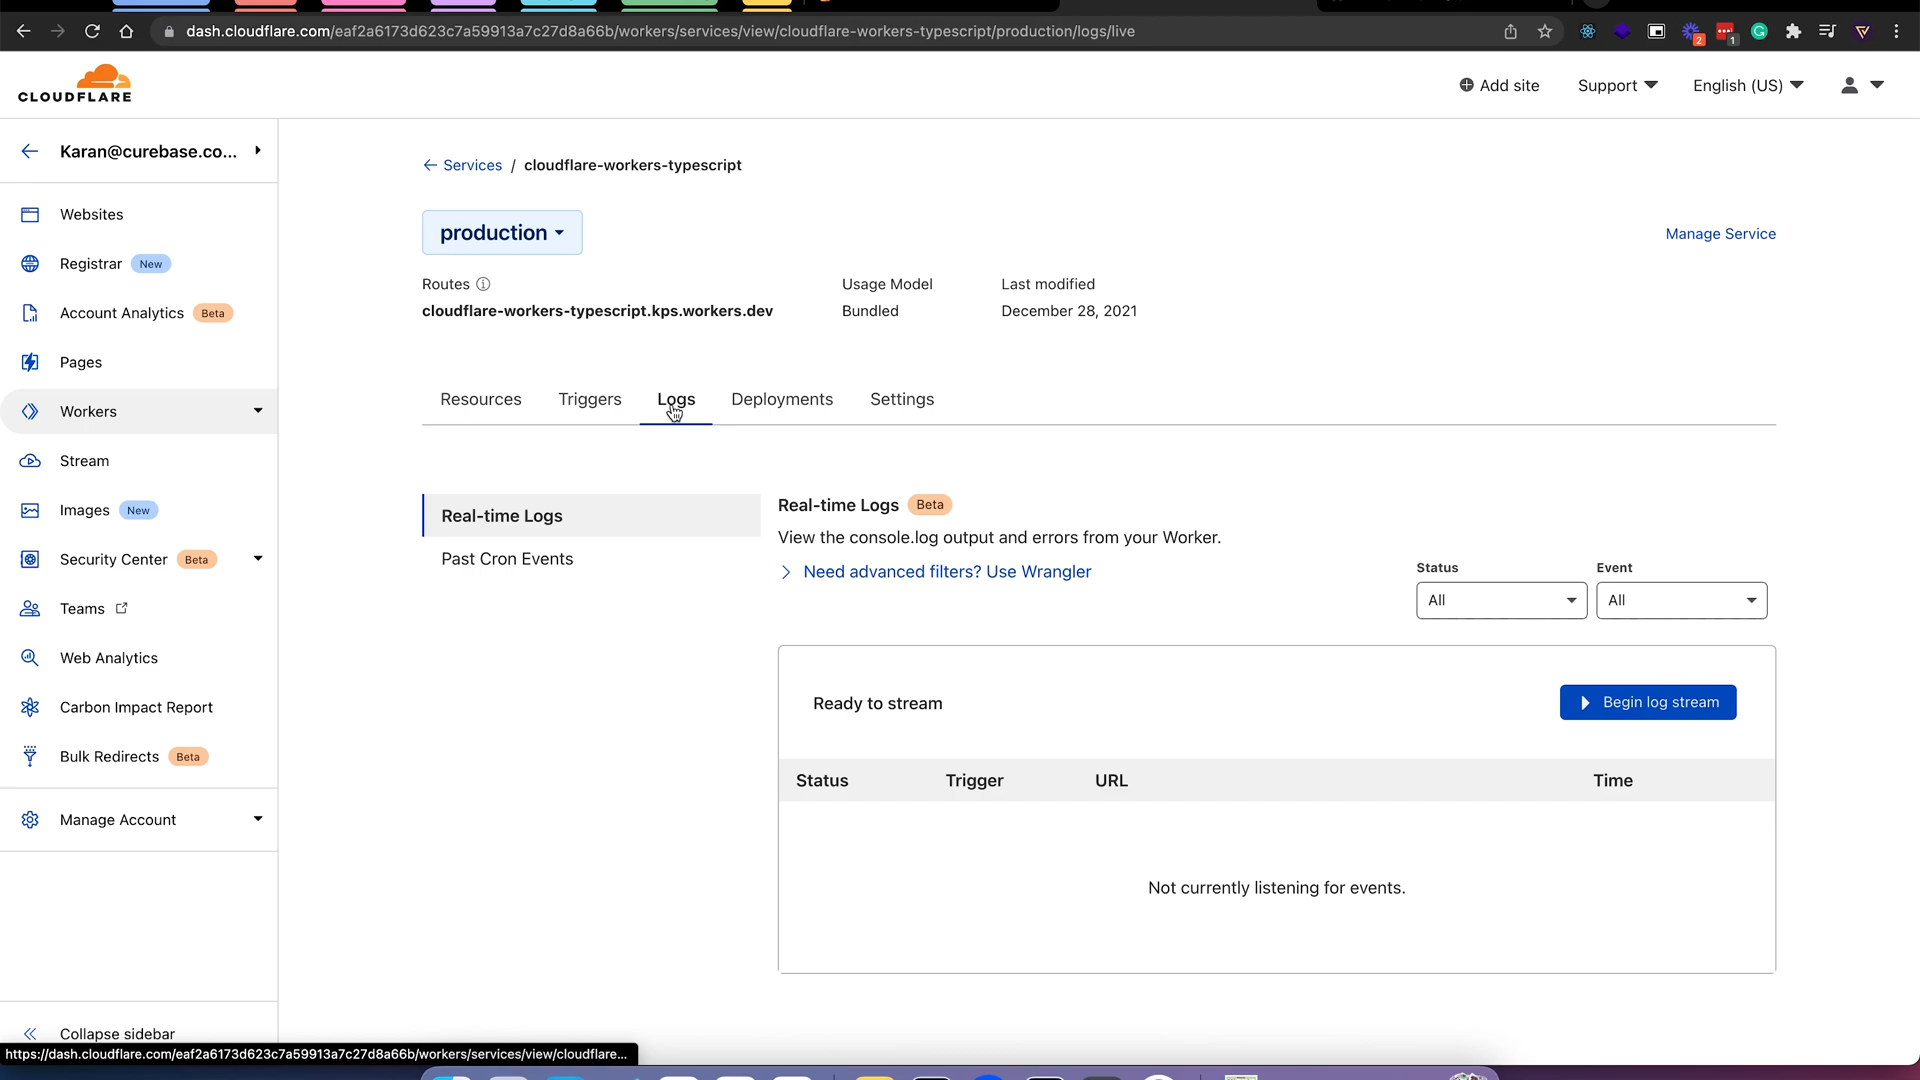 dash.cloudflare.com/eaf2a6173d623c7a59913a7c27d8a66b/workers/services/view/cloudflare-workers-typescript/production/logs/live
2
1
CLOUDFLARE
Add site
Support
English (US)
Karan@curebase.co...
Websites
Registrar New
Account Analytics Beta
Pages
Workers
Stream
Images New
Security Center Beta
Teams
Web Analytics
Carbon Impact Report
Bulk Redirects Beta
Manage Account
Collapse sidebar
Services / cloudflare-workers-typescript
production
Manage Service
Routes
cloudflare-workers-typescript.kps.workers.dev
Usage Model
Bundled
Last modified
December 28, 2021
Resources
Triggers
Logs
Deployments
Settings
Real-time Logs
Past Cron Events
Real-time Logs Beta
View the console.log output and errors from your Worker.
Need advanced filters? Use Wrangler
Status
All
Event
All
Ready to stream
Begin log stream
Status Trigger URL Time
Not currently listening for events.
https://dash.cloudflare.com/eaf2a6173d623c7a59913a7c27d8a66b/workers/services/view/cloudflare...